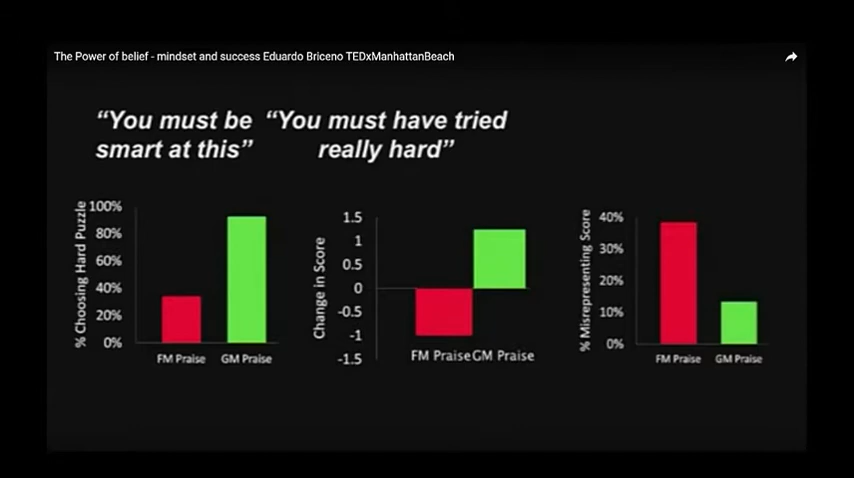 The Power of belief - mindset and success Eduardo Briceno TEDxManhattanBeach
“You must be
smart at this”
“You must have tried
really hard”
% Choosing Hard Puzzle
100%
80%
60%
40%
20%
0%
FM Praise GM Praise
Change in Score
1.5
1
0.5
0
-0.5
-1
-1.5
FM Praise GM Praise
% Misrepresenting Score
40%
30%
20%
10%
0%
FM Praise GM Praise